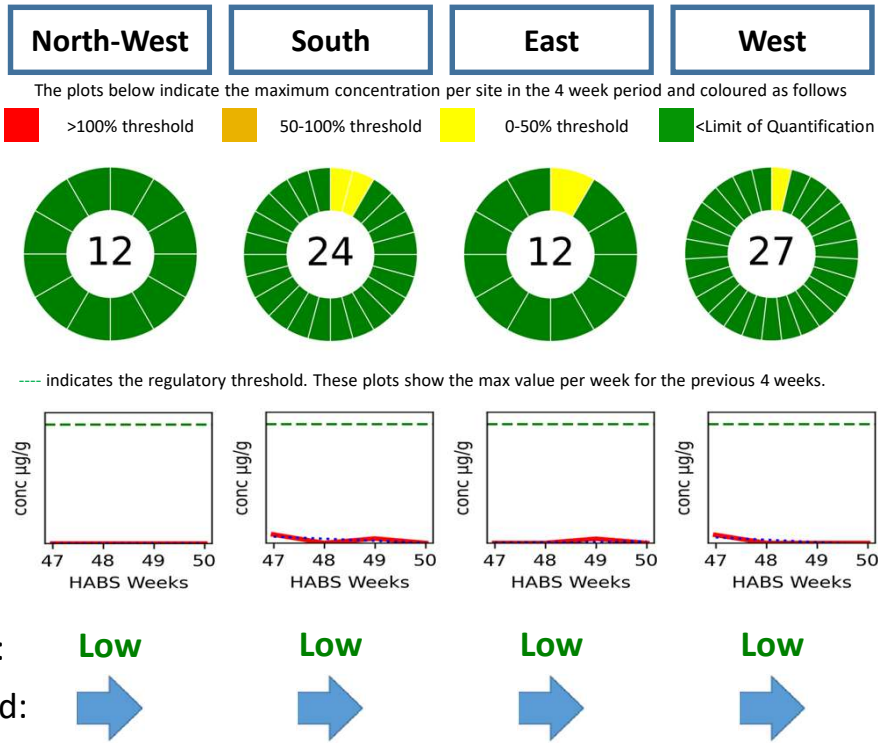 North-West South East West
The plots below indicate the maximum concentration per site in the 4 week period and coloured as follows
>100% threshold 50-100% threshold 0-50% threshold <Limit of Quantification
12 24 12 27
---- indicates the regulatory threshold. These plots show the max value per week for the previous 4 weeks.
conc µg/g conc µg/g conc µg/g conc µg/g
47 48 49 50 47 48 49 50 47 48 49 50 47 48 49 50
HABS Weeks HABS Weeks HABS Weeks HABS Weeks
: Low Low Low Low
d: